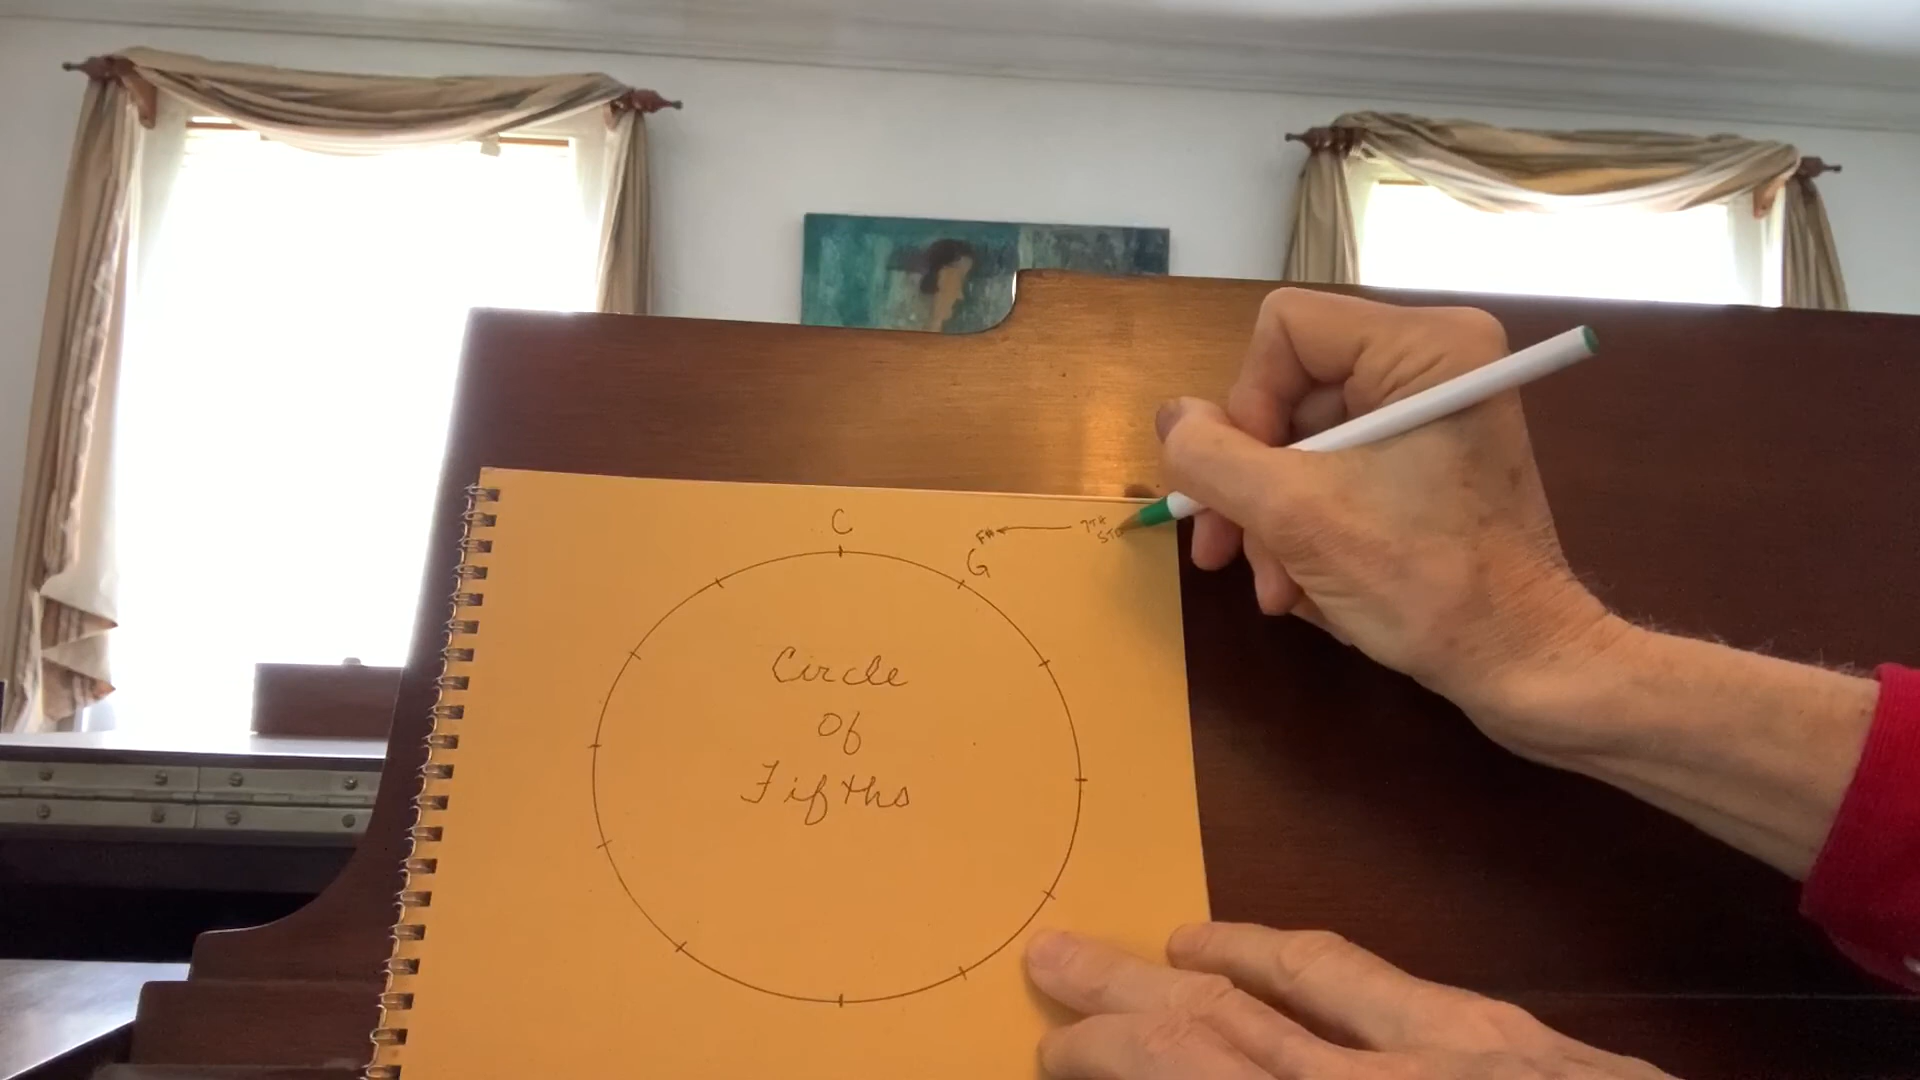 C
F# 7TH
G
Circle
Of
Fifths